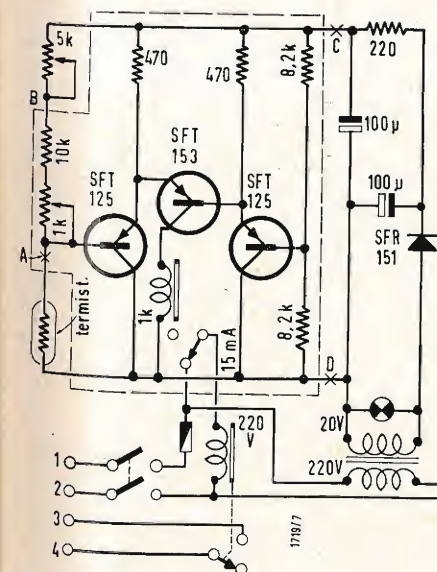 5k
B
10k
1k
A
termist.
470
SFT
125
SFT
153
1k
470
SFT
125
15 mA
8,2k
8,2k
C
220
100µ
100µ
SFR
151
D
20V
220V
220
V
1
2
3
4
1719/7